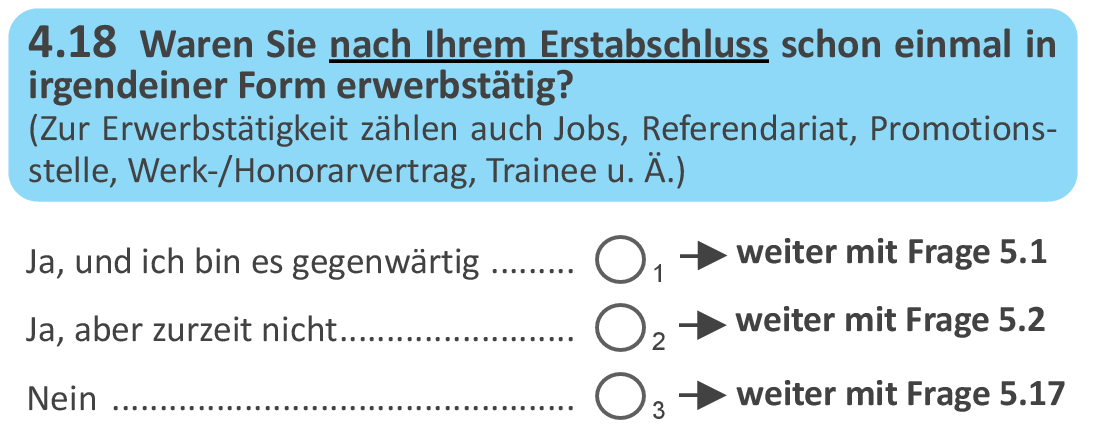 4.18 Waren Sie nach Ihrem Erstabschluss schon einmal in
irgendeiner Form erwerbstätig?
(Zur Erwerbstätigkeit zählen auch Jobs, Referendariat, Promotions-
stelle, Werk-/Honorarvertrag, Trainee u. Ä.)
Ja, und ich bin es gegenwärtig ......... 1 weiter mit Frage 5.1
Ja, aber zurzeit nicht......................... 2 weiter mit Frage 5.2
Nein ................................................. 3 weiter mit Frage 5.17